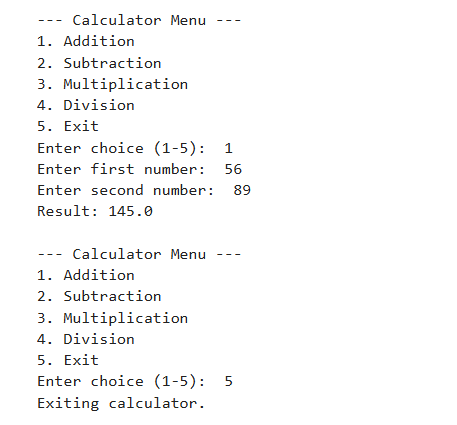 --- Calculator Menu ---
1. Addition
2. Subtraction
3. Multiplication
4. Division
5. Exit
Enter choice (1-5):  1
Enter first number:  56
Enter second number:  89
Result: 145.0

--- Calculator Menu ---
1. Addition
2. Subtraction
3. Multiplication
4. Division
5. Exit
Enter choice (1-5):  5
Exiting calculator.